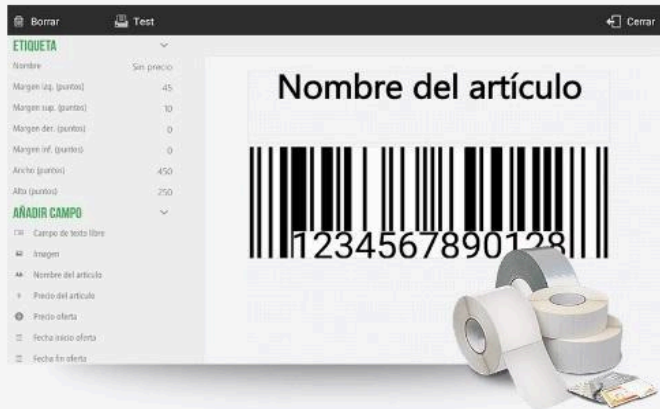 Borrar
Test
Cerrar
ETIQUETA
Nombre Sin precio
Margen izq. (puntos) 45
Margen sup. (puntos) 10
Margen der. (puntos) 0
Margen inf. (puntos) 0
Ancho (puntos) 450
Alto (puntos) 250
AÑADIR CAMPO
Campo de texto libre
Imagen
Nombre del artículo
Precio del artículo
Precio oferta
Fecha inicio oferta
Fecha fin oferta
Nombre del artículo
1234567890128